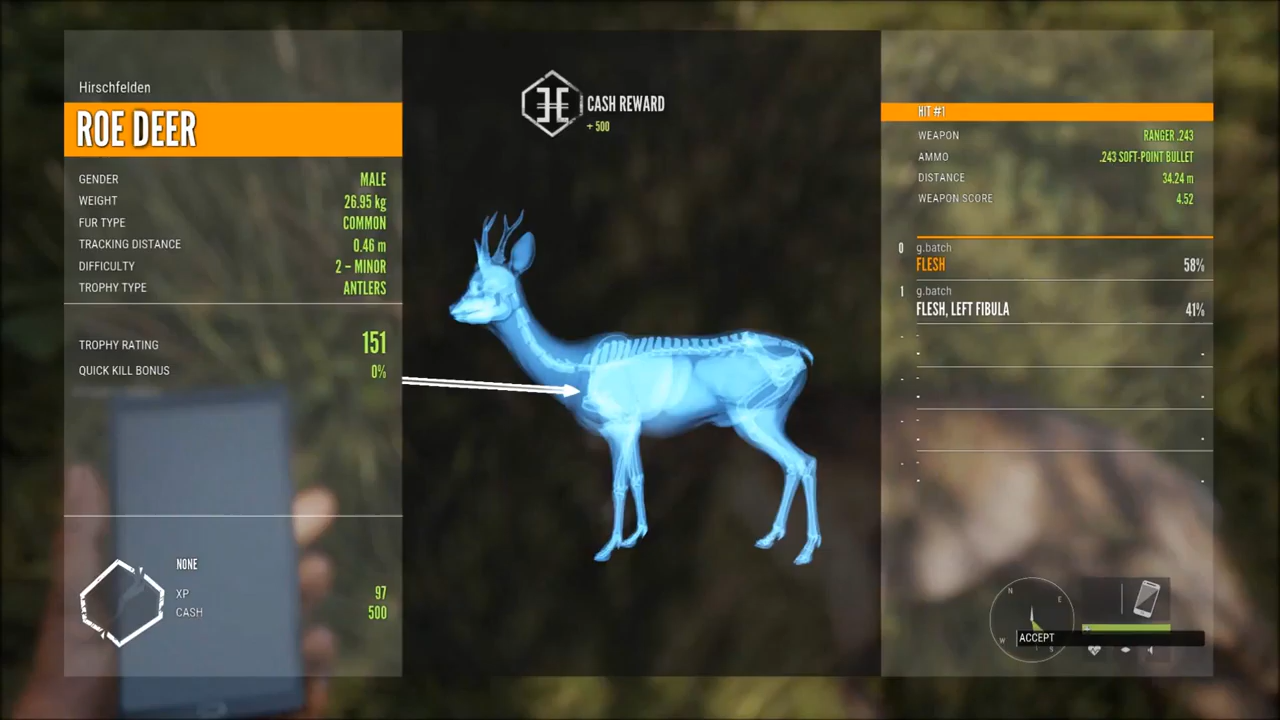 Hirschfelden
ROE DEER
GENDER MALE
WEIGHT 26.95 kg
FUR TYPE COMMON
TRACKING DISTANCE 0.46 m
DIFFICULTY 2 – MINOR
TROPHY TYPE ANTLERS
TROPHY RATING 151
QUICK KILL BONUS 0%
NONE
XP 97
CASH 500
CASH REWARD
+ 500
HIT #1
WEAPON RANGER .243
AMMO .243 SOFT-POINT BULLET
DISTANCE 34.24 m
WEAPON SCORE 4.52
0 g.batch
FLESH 58%
1 g.batch
FLESH, LEFT FIBULA 41%
N E
W
ACCEPT